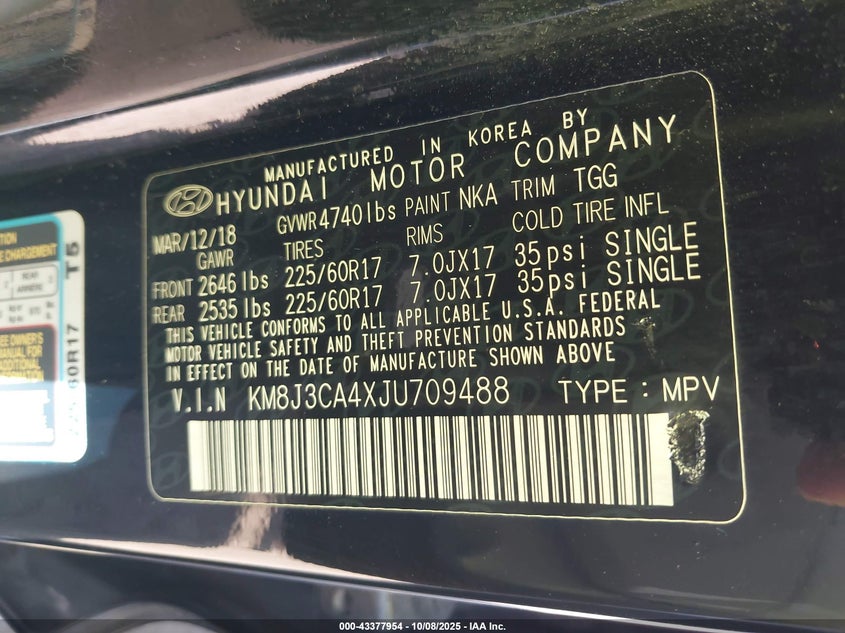 MANUFACTURED IN KOREA BY
HYUNDAI MOTOR COMPANY
MAR/12/18 GVWR 4740 lbs PAINT NKA TRIM TGG
GAWR TIRES RIMS COLD TIRE INFL
FRONT 2646 lbs 225/60R17 7.0JX17 35psi SINGLE
REAR 2535 lbs 225/60R17 7.0JX17 35psi SINGLE
THIS VEHICLE CONFORMS TO ALL APPLICABLE U.S.A. FEDERAL
MOTOR VEHICLE SAFETY AND THEFT PREVENTION STANDARDS
IN EFFECT ON THE DATE OF MANUFACTURE SHOWN ABOVE
V.I.N KM8J3CA4XJU709488 TYPE : MPV
REAR
T5
60R17
000-43377954 - 10/08/2025 - IAA Inc.